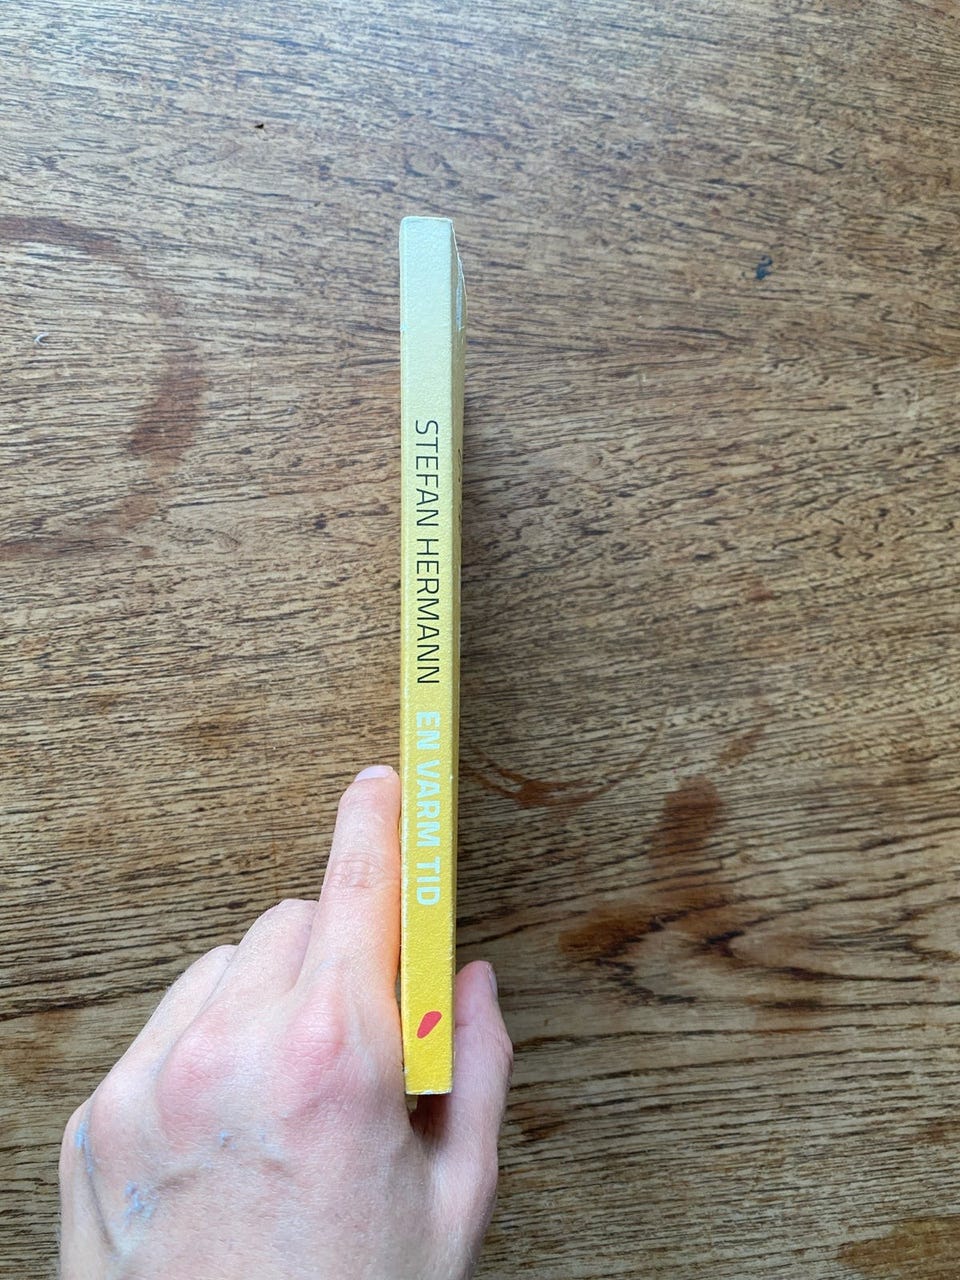 STEFAN HERMANN EN VARM TID